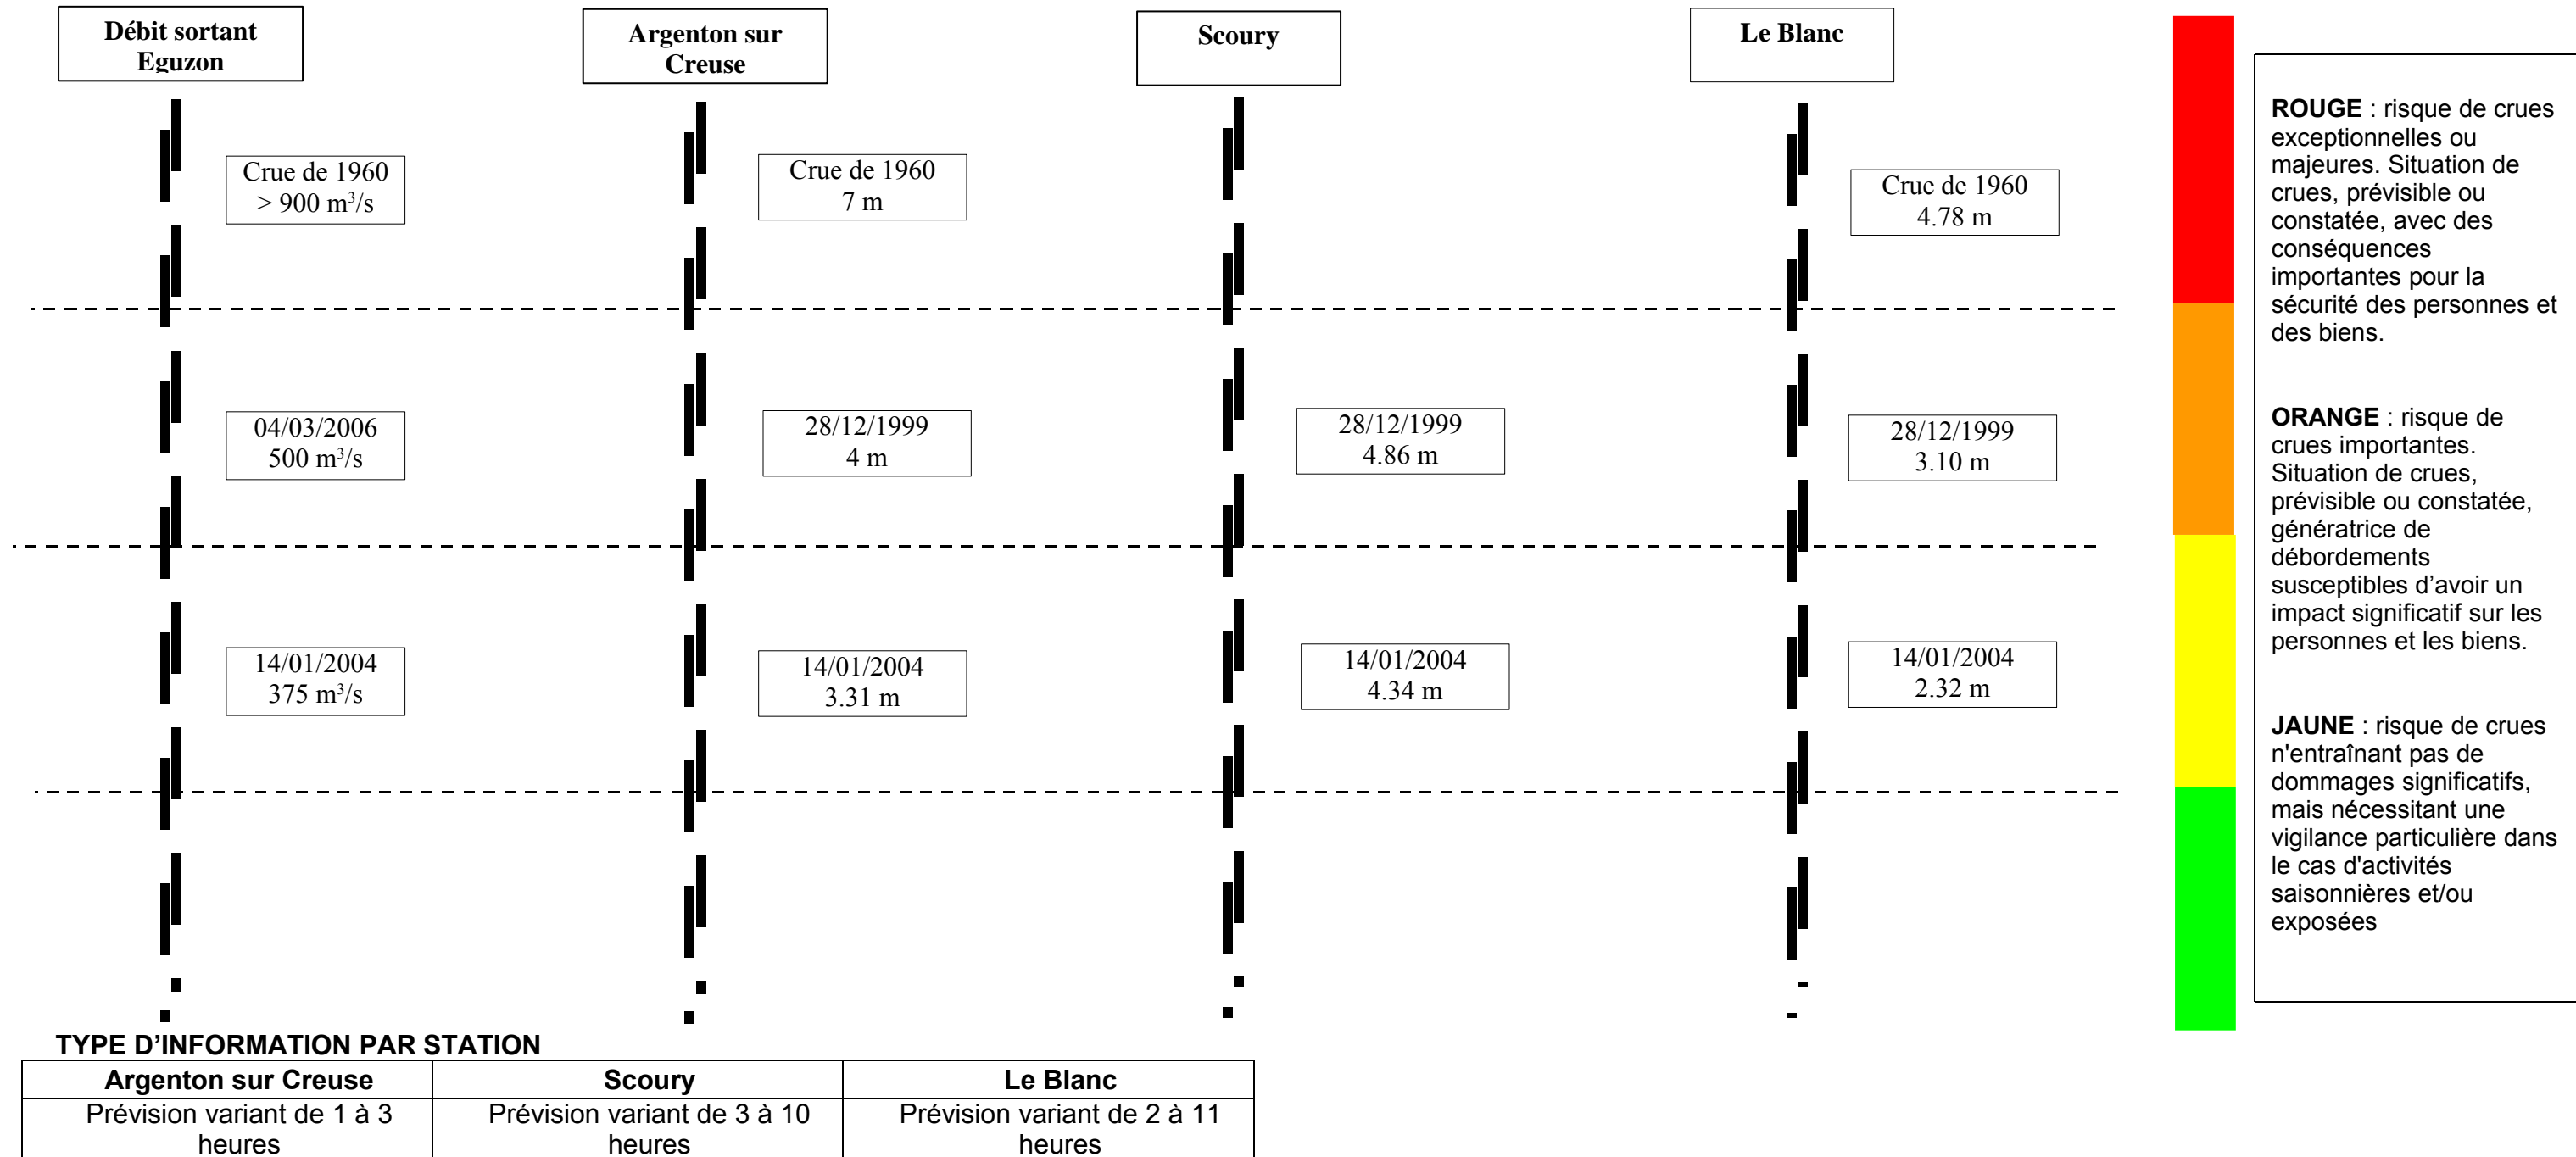 Débit sortant
Eguzon
Argenton sur
Creuse
Scoury
Le Blanc
Crue de 1960
> 900 m³/s
Crue de 1960
7 m
Crue de 1960
4.78 m
04/03/2006
500 m³/s
28/12/1999
4 m
28/12/1999
4.86 m
28/12/1999
3.10 m
14/01/2004
375 m³/s
14/01/2004
3.31 m
14/01/2004
4.34 m
14/01/2004
2.32 m
ROUGE : risque de crues
exceptionnelles ou
majeures. Situation de
crues, prévisible ou
constatée, avec des
conséquences
importantes pour la
sécurité des personnes et
des biens.
ORANGE : risque de
crues importantes.
Situation de crues,
prévisible ou constatée,
génératrice de
débordements
susceptibles d’avoir un
impact significatif sur les
personnes et les biens.
JAUNE : risque de crues
n'entraînant pas de
dommages significatifs,
mais nécessitant une
vigilance particulière dans
le cas d'activités
saisonnières et/ou
exposées
TYPE D’INFORMATION PAR STATION
Argenton sur Creuse
Scoury
Le Blanc
Prévision variant de 1 à 3
heures
Prévision variant de 3 à 10
heures
Prévision variant de 2 à 11
heures